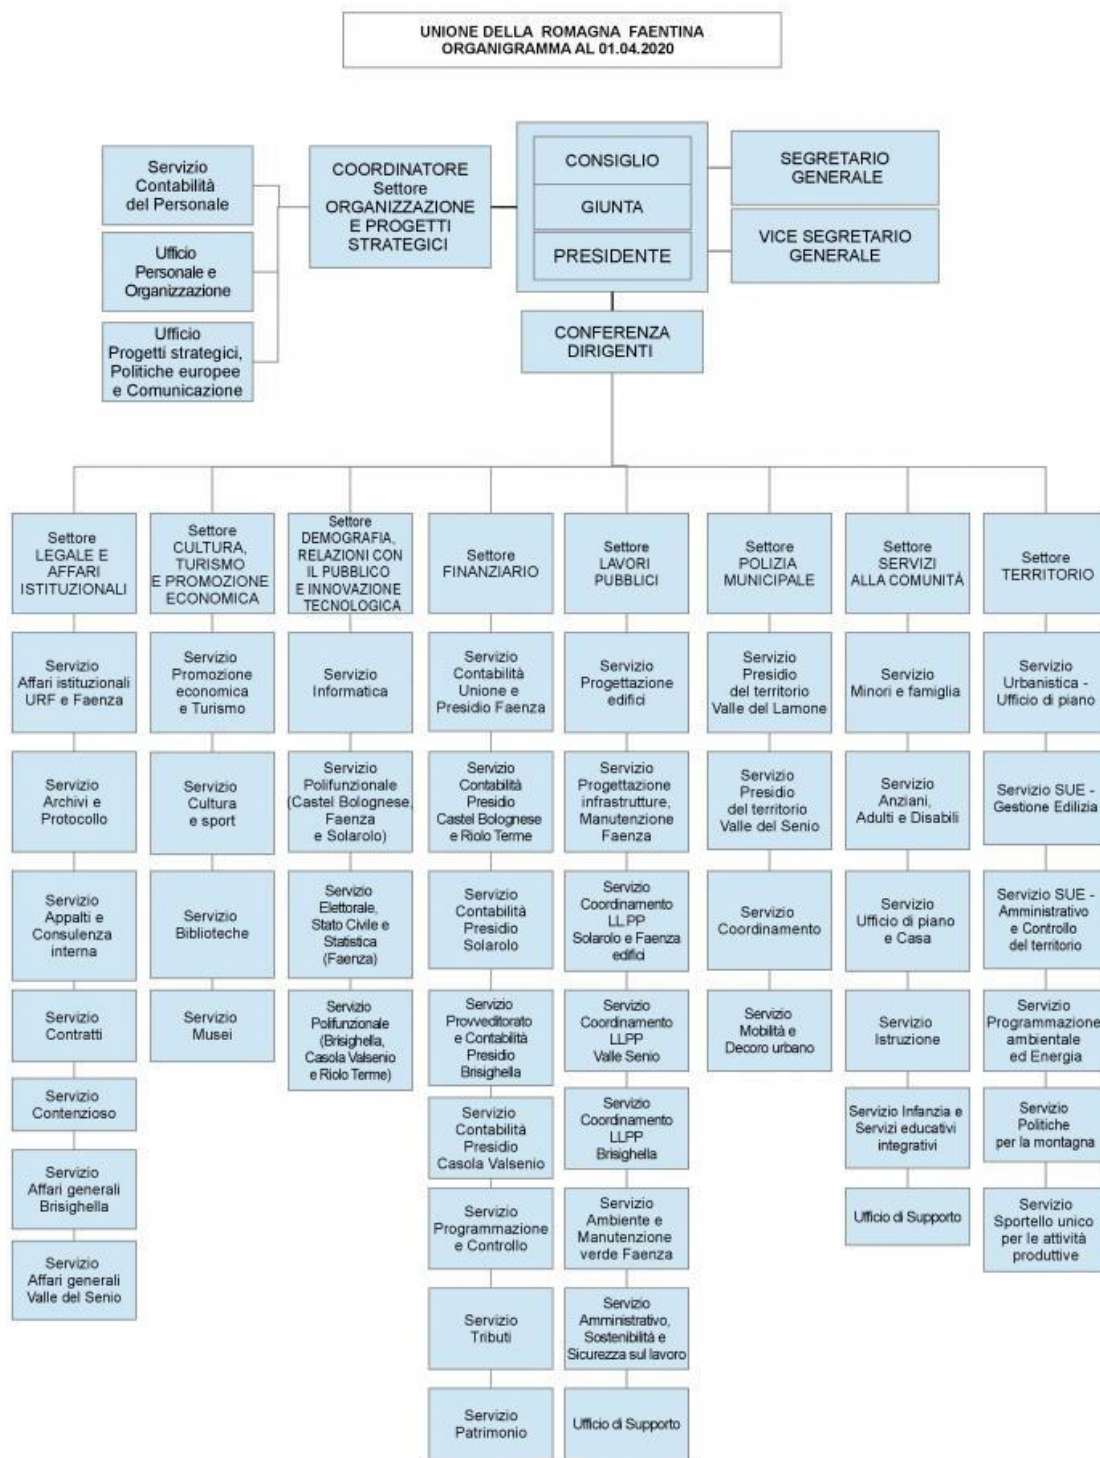 UNIONE DELLA ROMAGNA FAENTINA
ORGANIGRAMMA AL 01.04.2020
Servizio
Contabilità
del Personale
Ufficio
Personale e
Organizzazione
Ufficio
Progetti strategici,
Politiche europee
e Comunicazione
COORDINATORE
Settore
ORGANIZZAZIONE
E PROGETTI
STRATEGICI
CONSIGLIO
GIUNTA
PRESIDENTE
SEGRETARIO
GENERALE
VICE SEGRETARIO
GENERALE
CONFERENZA
DIRIGENTI
Settore
LEGALE E
AFFARI
ISTITUZIONALI
Servizio
Affari istituzionali
URF e Faenza
Servizio
Archivi e
Protocollo
Servizio
Appalti e
Consulenza
interna
Servizio
Contratti
Servizio
Contenzioso
Servizio
Affari generali
Brisighella
Servizio
Affari generali
Valle del Senio
Settore
CULTURA,
TURISMO
E PROMOZIONE
ECONOMICA
Servizio
Promozione
economica
e Turismo
Servizio
Cultura
e sport
Servizio
Biblioteche
Servizio
Musei
Settore
DEMOGRAFIA,
RELAZIONI CON
IL PUBBLICO
E INNOVAZIONE
TECNOLOGICA
Servizio
Informatica
Servizio
Polifunzionale
(Castel Bolognese,
Faenza
e Solarolo)
Servizio
Elettorale,
Stato Civile e
Statistica
(Faenza)
Servizio
Polifunzionale
(Brisighella,
Casola Valsenio
e Riolo Terme)
Settore
FINANZIARIO
Servizio
Contabilità
Unione e
Presidio Faenza
Servizio
Contabilità
Presidio
Castel Bolognese
e Riolo Terme
Servizio
Contabilità
Presidio
Solarolo
Servizio
Provveditorato
e Contabilità
Presidio
Brisighella
Servizio
Contabilità
Presidio
Casola Valsenio
Servizio
Programmazione
e Controllo
Servizio
Tributi
Servizio
Patrimonio
Settore
LAVORI
PUBBLICI
Servizio
Progettazione
edifici
Servizio
Progettazione
infrastrutture,
Manutenzione
Faenza
Servizio
Coordinamento
LL.PP
Solarolo e Faenza
edifici
Servizio
Coordinamento
LLPP
Valle Senio
Servizio
Coordinamento
LLPP
Brisighella
Servizio
Ambiente e
Manutenzione
verde Faenza
Servizio
Amministrativo,
Sostenibilità e
Sicurezza sul lavoro
Ufficio di Supporto
Settore
POLIZIA
MUNICIPALE
Servizio
Presidio
del territorio
Valle del Lamone
Servizio
Presidio
del territorio
Valle del Senio
Servizio
Coordinamento
Servizio
Mobilità e
Decoro urbano
Settore
SERVIZI
ALLA COMUNITÁ
Servizio
Minori e famiglia
Servizio
Anziani,
Adulti e Disabili
Servizio
Ufficio di piano
e Casa
Servizio
Istruzione
Servizio Infanzia e
Servizi educativi
integrativi
Ufficio di Supporto
Settore
TERRITORIO
Servizio
Urbanistica -
Ufficio di piano
Servizio SUE -
Gestione Edilizia
Servizio SUE -
Amministrativo
e Controllo
del territorio
Servizio
Programmazione
ambientale
ed Energia
Servizio
Politiche
per la montagna
Servizio
Sportello unico
per le attività
produttive